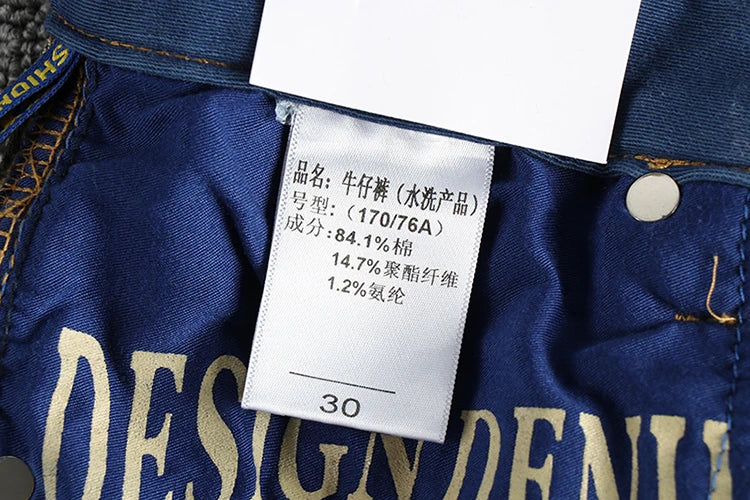 SHID
品名: 牛仔裤 (水洗产品)
号型: (170/76A)
成分:84.1%棉
14.7%聚酯纤维
1.2%氨纶
30
DESIGN DENI